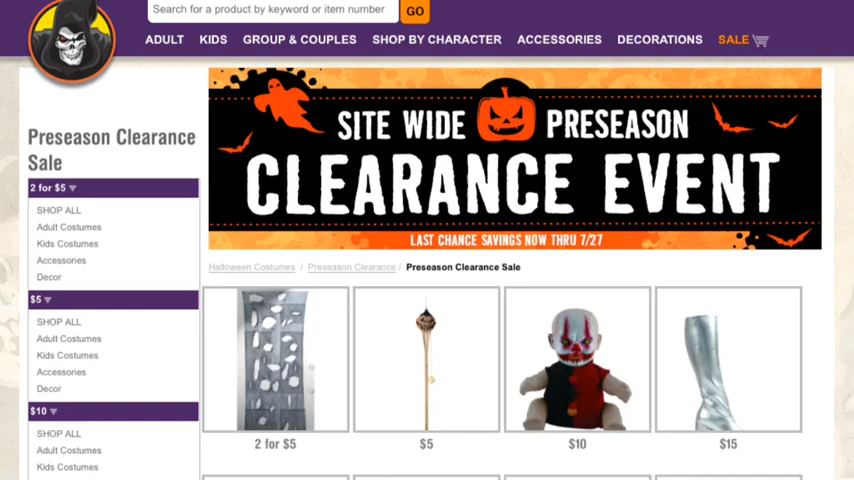 Search for a product by keyword or item number
GO
ADULT KIDS GROUP & COUPLES SHOP BY CHARACTER ACCESSORIES DECORATIONS SALE
Preseason Clearance
Sale
2 for $5
SHOP ALL
Adult Costumes
Kids Costumes
Accessories
Decor
$5
SHOP ALL
Adult Costumes
Kids Costumes
Accessories
Decor
$10
SHOP ALL
Adult Costumes
Kids Costumes
SITE WIDE PRESEASON
CLEARANCE EVENT
LAST CHANCE SAVINGS NOW THRU 7/27
Halloween Costumes / Preseason Clearance / Preseason Clearance Sale
2 for $5
$5
$10
$15